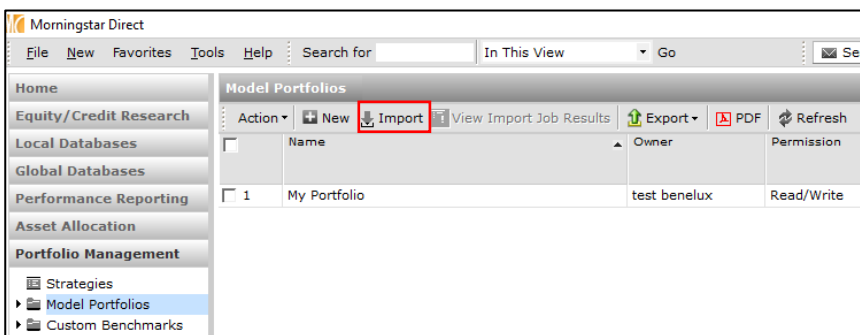 Morningstar Direct
File New Favorites Tools Help Search for In This View Go Se
Home
Equity/Credit Research
Local Databases
Global Databases
Performance Reporting
Asset Allocation
Portfolio Management
Strategies
Model Portfolios
Custom Benchmarks
Model Portfolios
Action New Import View Import Job Results Export PDF Refresh
Name Owner Permission
1 My Portfolio test benelux Read/Write